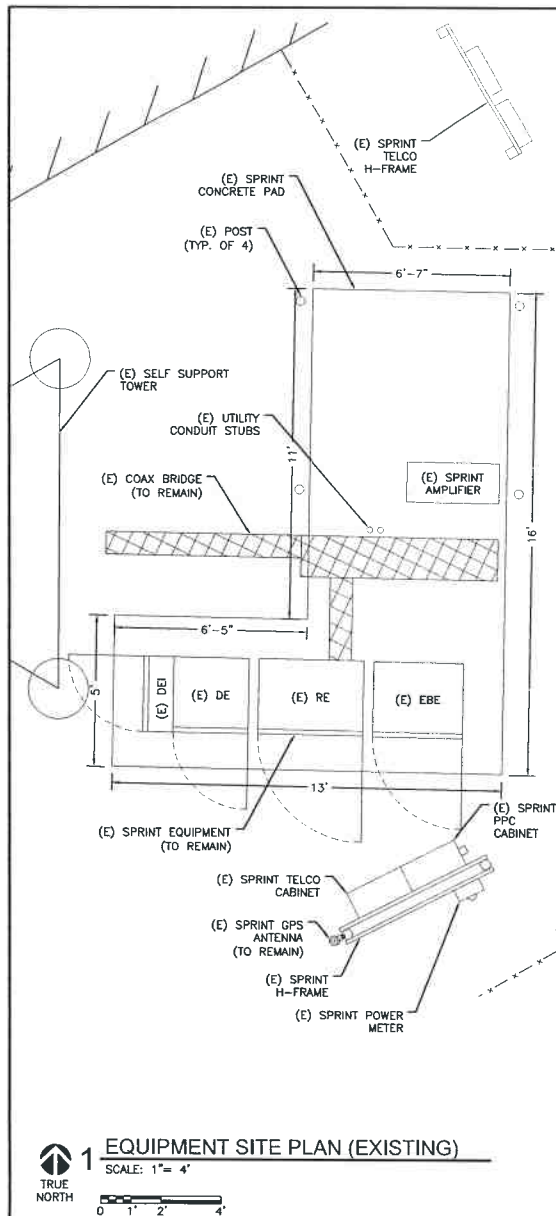 (E) SPRINT
TELCO
H-FRAME
(E) SPRINT
CONCRETE PAD
(E) POST
(TYP. OF 4)
6'-7"
(E) SELF SUPPORT
TOWER
(E) UTILITY
CONDUIT STUBS
11'
(E) COAX BRIDGE
(TO REMAIN)
(E) SPRINT
AMPLIFIER
16'
6'-5"
5'
(E) DEI
(E) DE
(E) RE
(E) EBE
13'
(E) SPRINT EQUIPMENT
(TO REMAIN)
(E) SPRINT
PPC
CABINET
(E) SPRINT TELCO
CABINET
(E) SPRINT GPS
ANTENNA
(TO REMAIN)
(E) SPRINT
H-FRAME
(E) SPRINT POWER
METER
TRUE
NORTH
1
EQUIPMENT SITE PLAN (EXISTING)
SCALE: 1"= 4'
0 1' 2' 4'